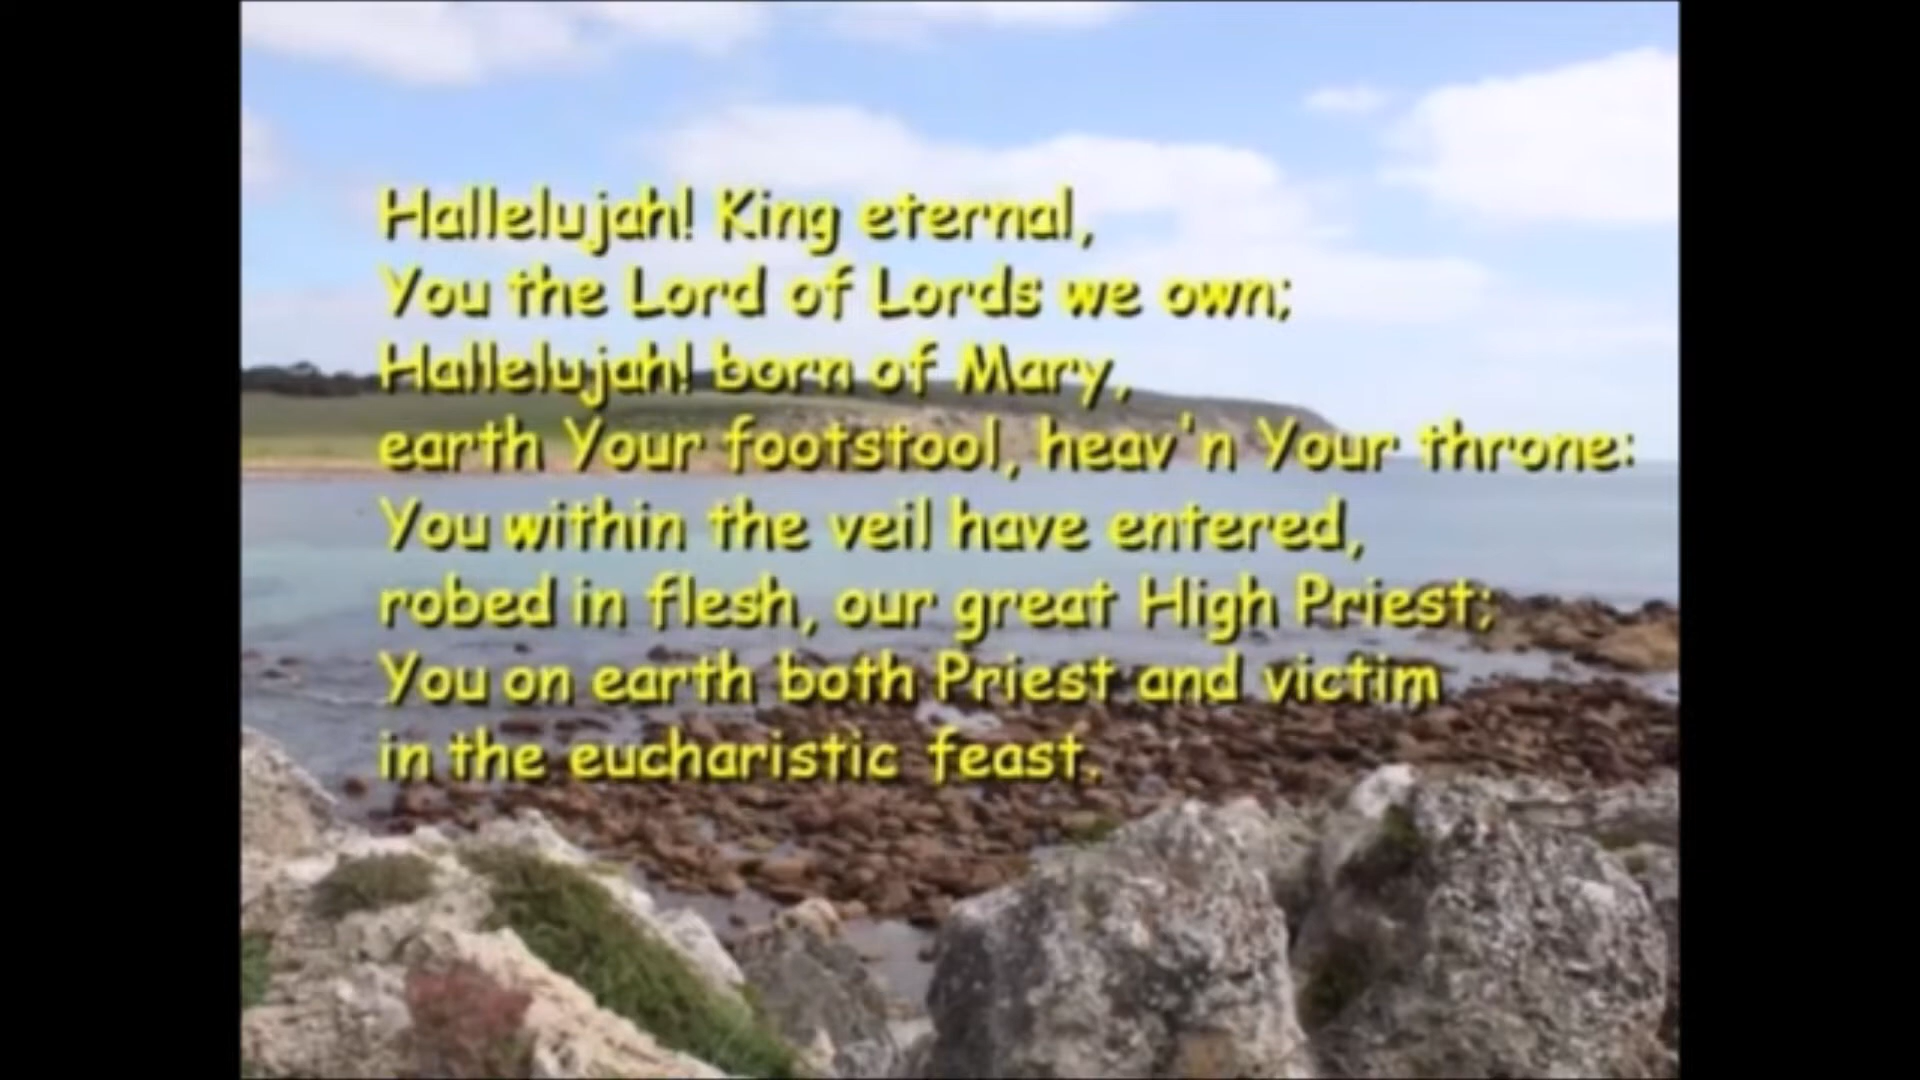 Hallelujah! King eternal,
You the Lord of Lords we own;
Hallelujah! born of Mary,
earth Your footstool, heav'n Your throne:
You within the veil have entered,
robed in flesh, our great High Priest;
You on earth both Priest and victim
in the eucharistic feast.